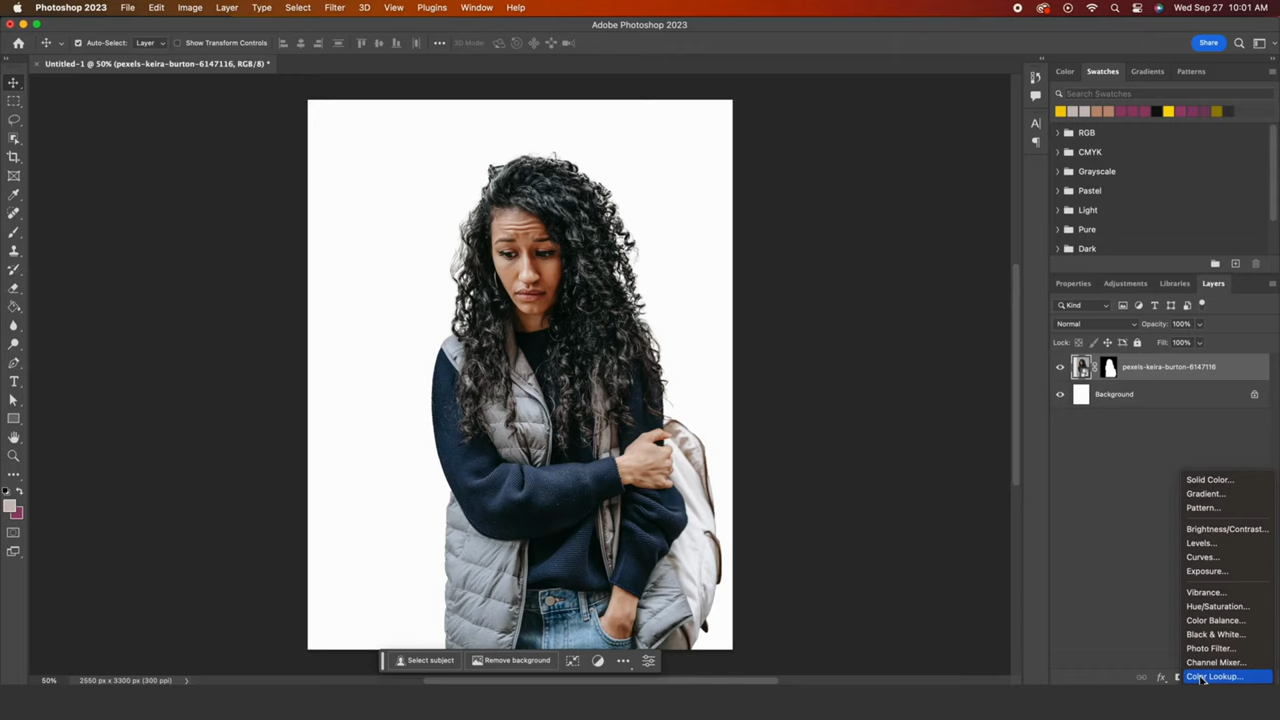 Photoshop 2023 File Edit Image Layer Type Select Filter 3D View Plugins Window Help Wed Sep 27 10:01 AM
Adobe Photoshop 2023
Auto-Select: Layer Show Transform Controls 3D Mode: Share
Untitled-1 @ 50% (pexels-keira-burton-6147116, RGB/8) *
Color Swatches Gradients Patterns
Search Swatches
RGB
CMYK
Grayscale
Pastel
Light
Pure
Dark
Properties Adjustments Libraries Layers
Kind
Normal Opacity: 100%
Lock: Fill: 100%
pexels-keira-burton-6147116
Background
Solid Color...
Gradient...
Pattern...
Brightness/Contrast...
Levels...
Curves...
Exposure...
Vibrance...
Hue/Saturation...
Color Balance...
Black & White...
Photo Filter...
Channel Mixer...
Color Lookup...
Select subject Remove background
50% 2550 px x 3300 px (300 ppi)
fx